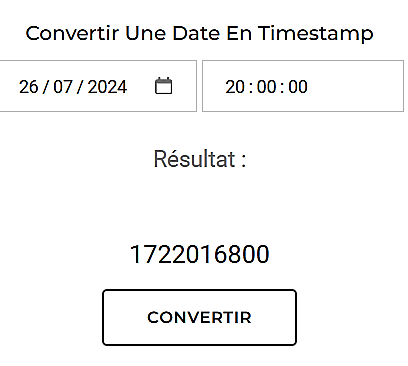 Convertir Une Date En Timestamp
26 / 07 / 2024 20 : 00 : 00
Résultat :
1722016800
CONVERTIR